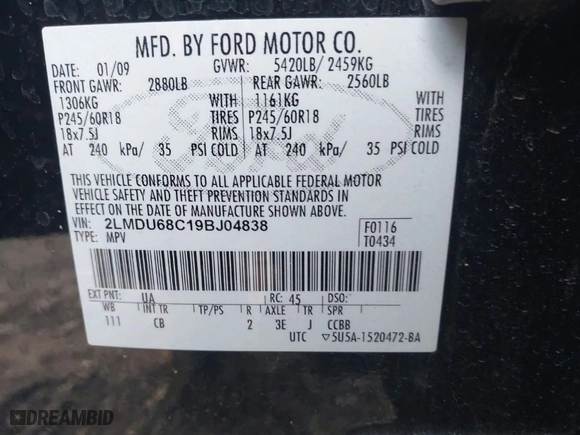 MFD. BY FORD MOTOR CO.
DATE: 01/09 GVWR: 5420LB/ 2459KG
FRONT GAWR: 2880LB REAR GAWR: 2560LB
1306KG WITH 1161KG WITH
P245/60R18 TIRES P245/60R18 TIRES
18x7.5J RIMS 18x7.5J RIMS
AT 240 kPa/ 35 PSI COLD AT 240 kPa/ 35 PSI COLD
THIS VEHICLE CONFORMS TO ALL APPLICABLE FEDERAL MOTOR
VEHICLE SAFETY AND THEFT PREVENTION STANDARDS IN
EFFECT ON THE DATE OF MANUFACTURE SHOWN ABOVE.
VIN: 2LMDU68C19BJ04838 F0116
TYPE: MPV T0434
Ford
EXT PNT: UA RC: 45 DSO:
WB INT TR TP/PS R AXLE TR SPR
111 CB 2 3E J CCBB
UTC ▽5U5A-1520472-BA
DREAMBID